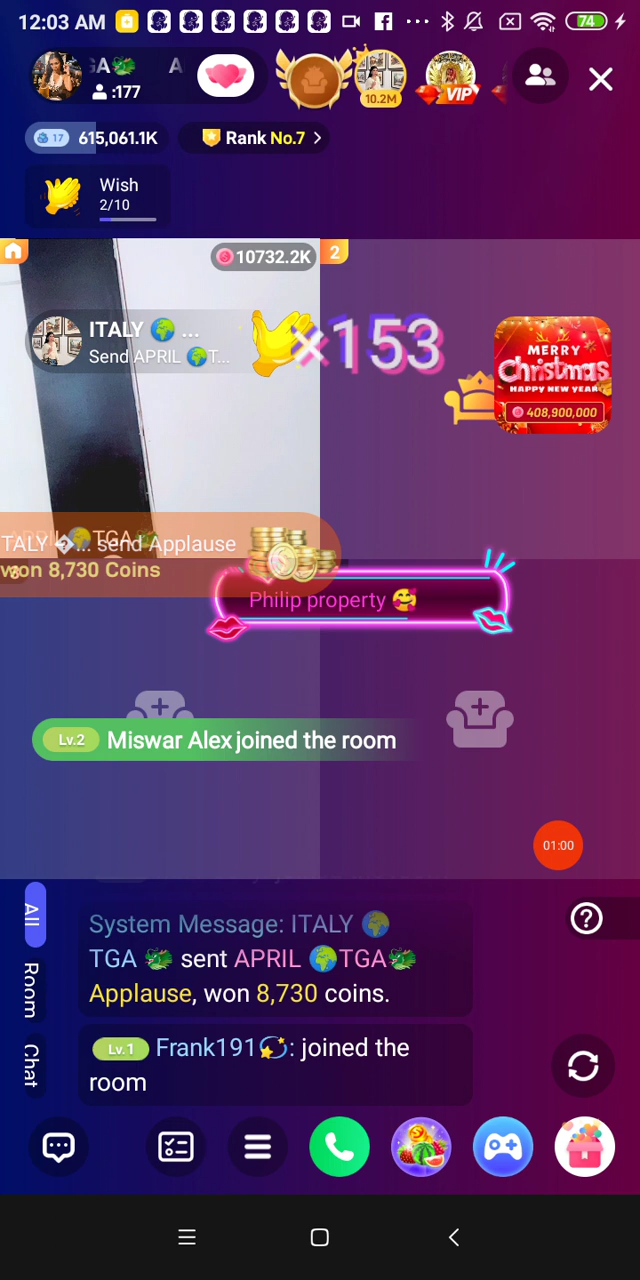 12:03 AM
74
GA🐲 A
:177
10.2M
VIP
17 615,061.1K
Rank No.7
Wish
2/10
10732.2K
2
ITALY 🌍 ...
Send APRIL 🌍T...
×153
MERRY
Christmas
HAPPY NEW YEAR
408,900,000
TALY �... send Applause
won 8,730 Coins
Philip property 🥰
Lv.2 Miswar Alex joined the room
01:00
All
Room
Chat
System Message: ITALY 🌍
TGA 🐲 sent APRIL 🌍TGA🐲
Applause, won 8,730 coins.
Lv.1 Frank191💫: joined the
room